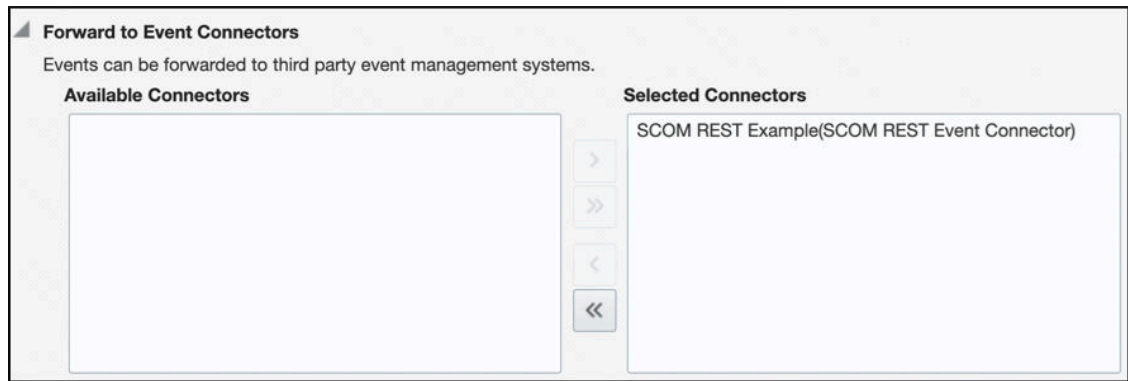 Forward to Event Connectors
Events can be forwarded to third party event management systems.
Available Connectors
Selected Connectors
SCOM REST Example(SCOM REST Event Connector)